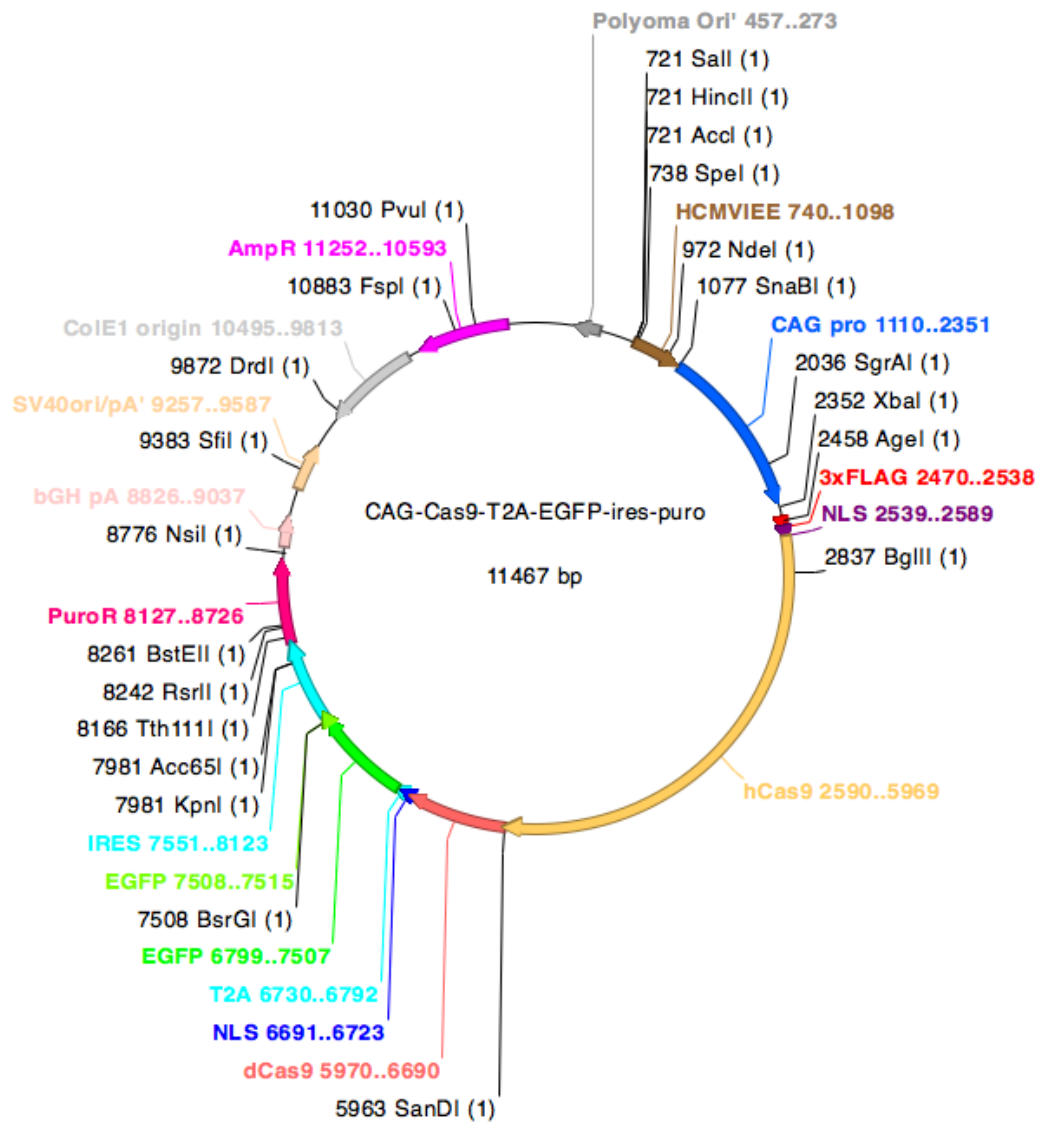 Polyoma Ori' 457..273
721 SalI (1)
721 HincII (1)
721 AccI (1)
738 SpeI (1)
HCMVIEE 740..1098
972 NdeI (1)
1077 SnaBI (1)
CAG pro 1110..2351
2036 SgrAI (1)
2352 XbaI (1)
2458 AgeI (1)
3xFLAG 2470..2538
NLS 2539..2589
2837 BglII (1)
hCas9 2590..5969
5963 SanDI (1)
dCas9 5970..6690
NLS 6691..6723
T2A 6730..6792
EGFP 6799..7507
7508 BsrGI (1)
EGFP 7508..7515
IRES 7551..8123
7981 KpnI (1)
7981 Acc65I (1)
8166 Tth111I (1)
8242 RsrII (1)
8261 BstEII (1)
PuroR 8127..8726
8776 NsiI (1)
bGH pA 8826..9037
9383 SfiI (1)
SV40ori/pA' 9257..9587
9872 DrdI (1)
ColE1 origin 10495..9813
10883 FspI (1)
AmpR 11252..10593
11030 PvuI (1)
CAG-Cas9-T2A-EGFP-ires-puro
11467 bp